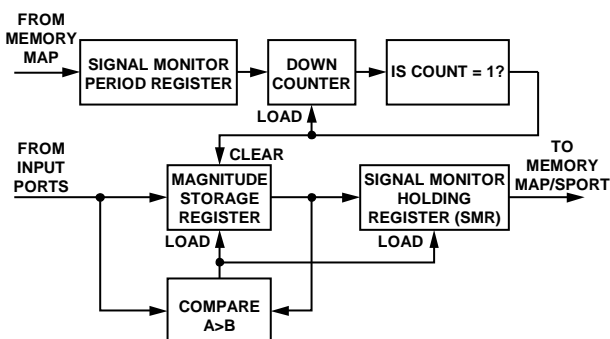 FROM
MEMORY
MAP
SIGNAL MONITOR
PERIOD REGISTER
DOWN
COUNTER
IS COUNT = 1?
LOAD
CLEAR
FROM
INPUT
PORTS
MAGNITUDE
STORAGE
REGISTER
SIGNAL MONITOR
HOLDING
REGISTER (SMR)
TO
MEMORY
MAP/SPORT
LOAD
LOAD
COMPARE
A>B